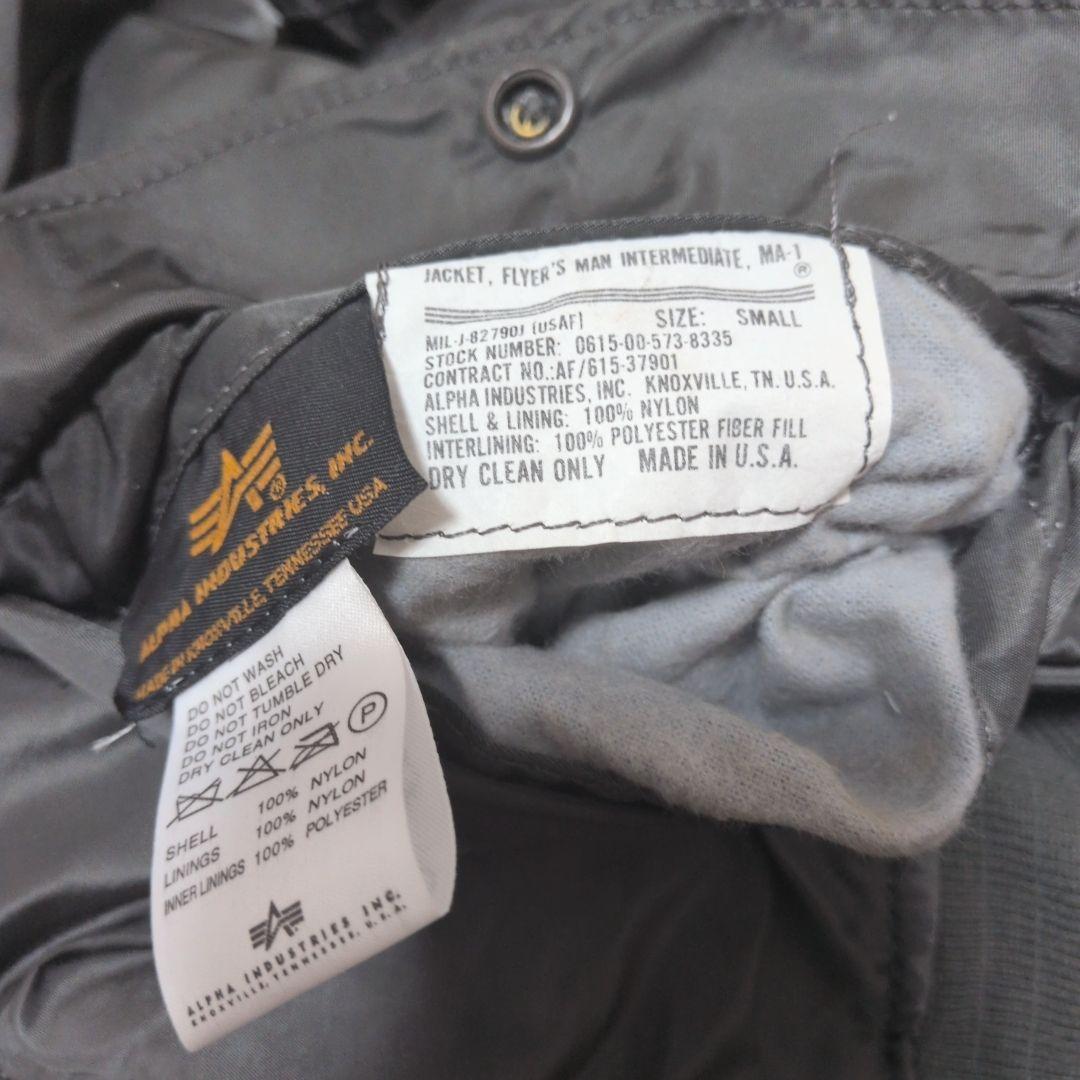 JACKET, FLYER'S MAN INTERMEDIATE, MA-1®
MIL-J-8279OJ (USAF) SIZE: SMALL
STOCK NUMBER: 0615-00-573-8335
CONTRACT NO.:AF/615-37901
ALPHA INDUSTRIES, INC. KNOXVILLE, TN. U.S.A.
SHELL & LINING: 100% NYLON
INTERLINING: 100% POLYESTER FIBER FILL
DRY CLEAN ONLY MADE IN U.S.A.
®
ALPHA INDUSTRIES, INC.
MADE IN KNOXVILLE, TENNESSEE USA
DO NOT WASH
DO NOT BLEACH
DO NOT TUMBLE DRY
DO NOT IRON
DRY CLEAN ONLY
P
SHELL 100% NYLON
LININGS 100% NYLON
INNER LININGS 100% POLYESTER
ALPHA INDUSTRIES INC.
KNOXVILLE, TENNESSEE, U.S.A.